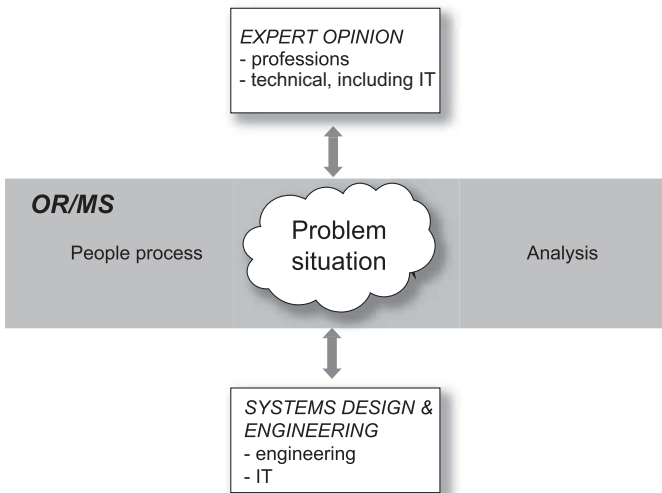 EXPERT OPINION
- professions
- technical, including IT
OR/MS
People process
Problem
situation
Analysis
SYSTEMS DESIGN &
ENGINEERING
- engineering
- IT